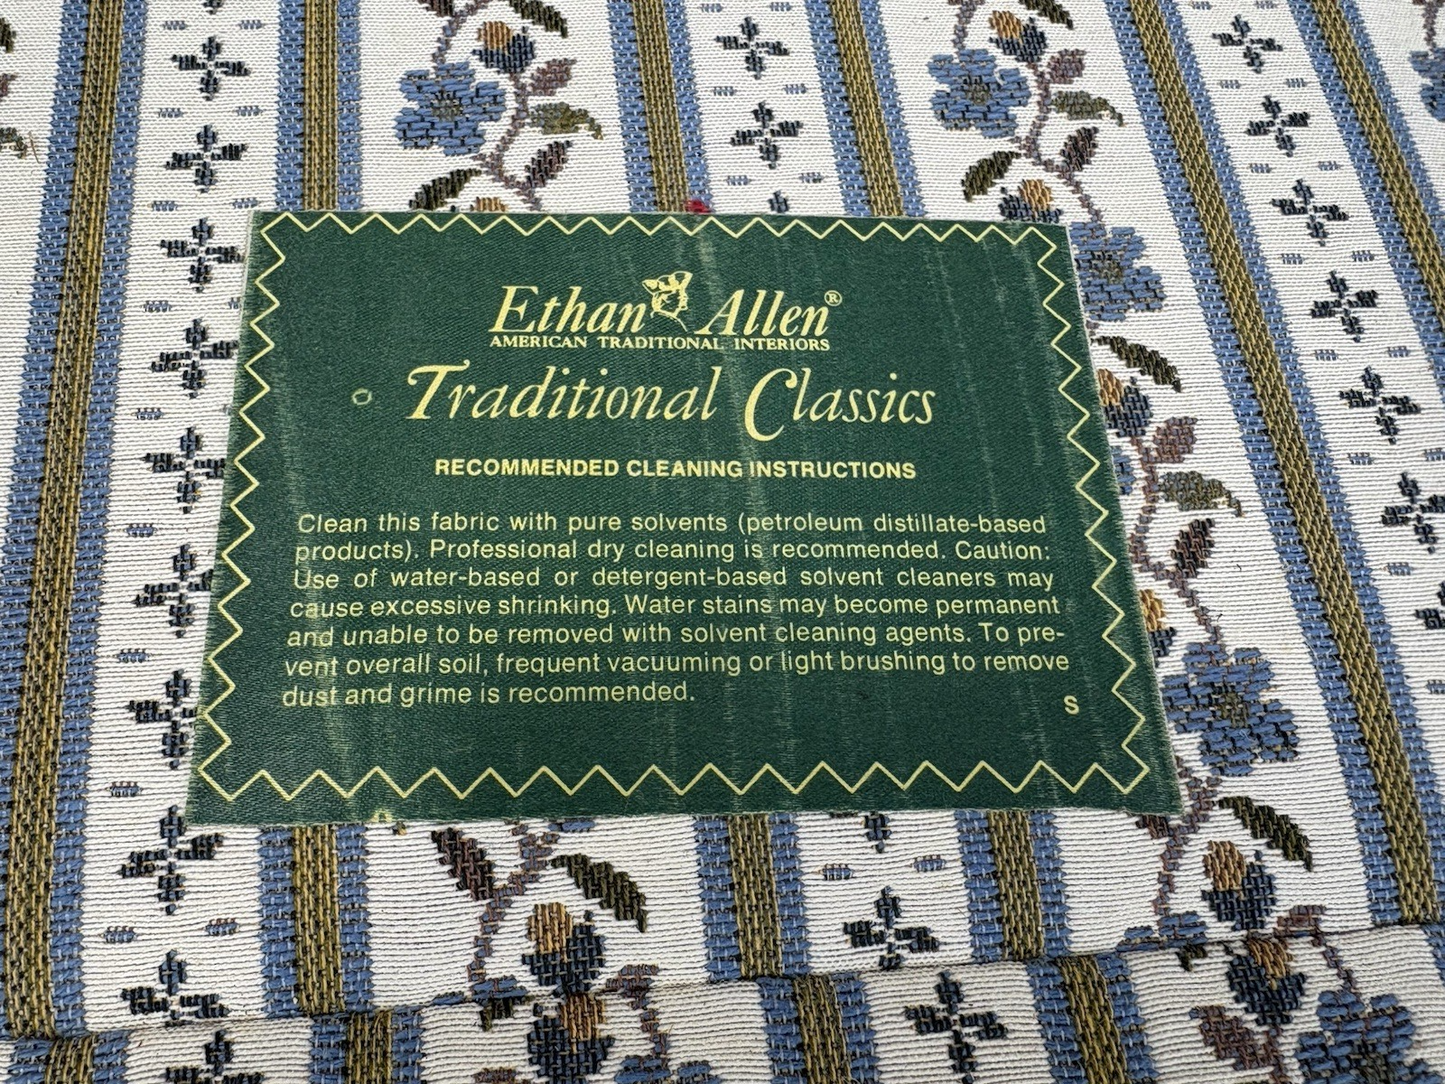 Ethan Allen®
AMERICAN TRADITIONAL INTERIORS
Traditional Classics
RECOMMENDED CLEANING INSTRUCTIONS
Clean this fabric with pure solvents (petroleum distillate-based
products). Professional dry cleaning is recommended. Caution:
Use of water-based or detergent-based solvent cleaners may
cause excessive shrinking. Water stains may become permanent
and unable to be removed with solvent cleaning agents. To pre-
vent overall soil, frequent vacuuming or light brushing to remove
dust and grime is recommended.
S